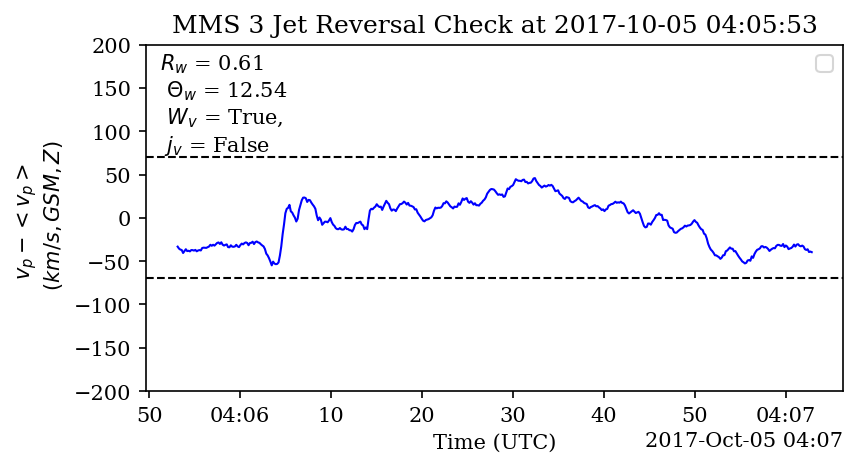 MMS 3 Jet Reversal Check at 2017-10-05 04:05:53
200
150
100
50
0
−50
−100
−150
−200
v_p − < v_p >
(km/s, GSM, Z)
R_w = 0.61
Θ_w = 12.54
W_v = True,
j_v = False
50 04:06 10 20 30 40 50 04:07
Time (UTC)
2017-Oct-05 04:07